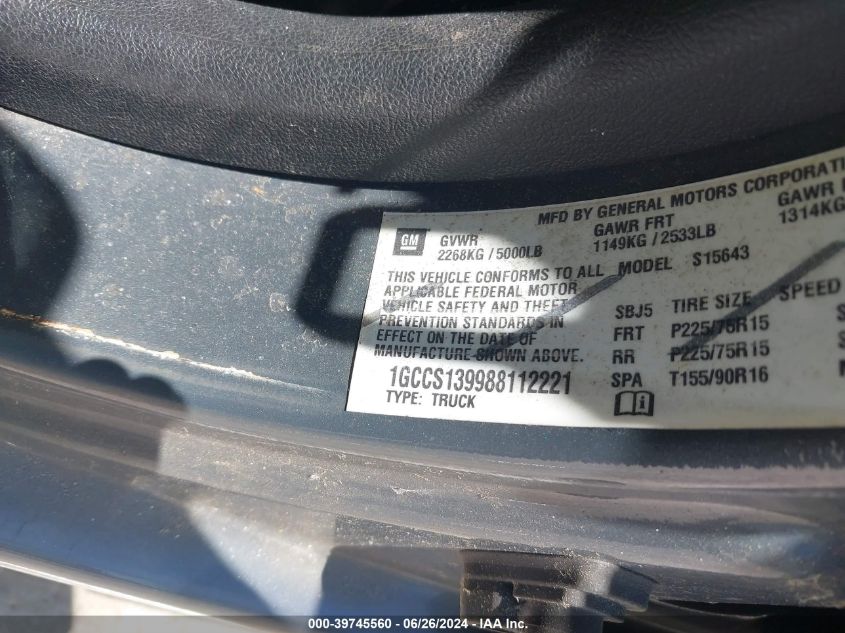 MFD BY GENERAL MOTORS CORPORATI
GM GVWR GAWR FRT GAWR
2268KG / 5000LB 1149KG / 2533LB 1314KG
THIS VEHICLE CONFORMS TO ALL MODEL S15643
APPLICABLE FEDERAL MOTOR
VEHICLE SAFETY AND THEFT SBJ5 TIRE SIZE SPEED
PREVENTION STANDARDS IN FRT P225/75R15
EFFECT ON THE DATE OF RR P225/75R15
MANUFACTURE SHOWN ABOVE. SPA T155/90R16
1GCCS139988112221
TYPE: TRUCK
000-39745560 - 06/26/2024 - IAA Inc.